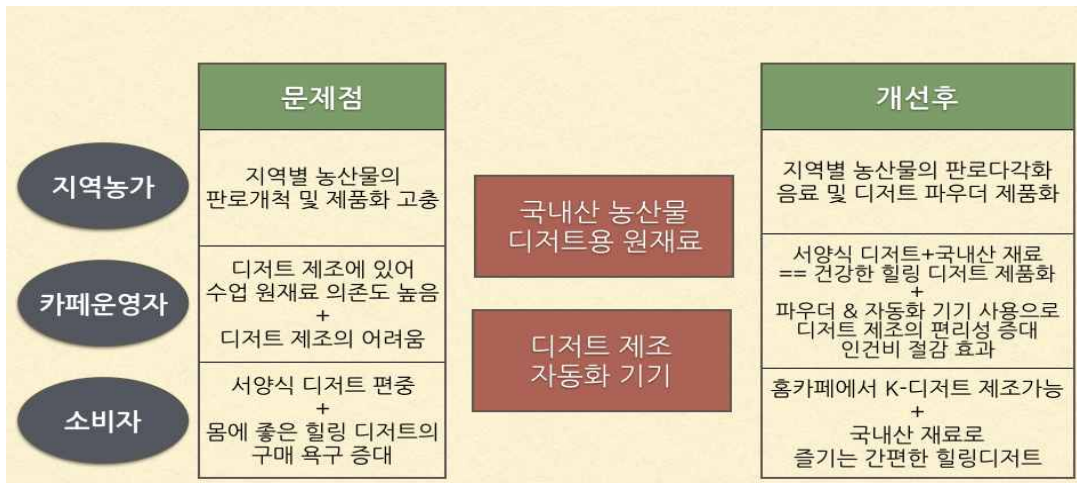 문제점
개선후
지역농가
지역별 농산물의
판로개척 및 제품화 고충
국내산 농산물
디저트용 원재료
지역별 농산물의 판로다각화
음료 및 디저트 파우더 제품화
카페운영자
디저트 제조에 있어
수업 원재료 의존도 높음
+
디저트 제조의 어려움
서양식 디저트+국내산 재료
== 건강한 힐링 디저트 제품화
+
파우더 & 자동화 기기 사용으로
디저트 제조의 편리성 증대
인건비 절감 효과
디저트 제조
자동화 기기
소비자
서양식 디저트 편중
+
몸에 좋은 힐링 디저트의
구매 욕구 증대
홈카페에서 K-디저트 제조가능
+
국내산 재료로
즐기는 간편한 힐링디저트